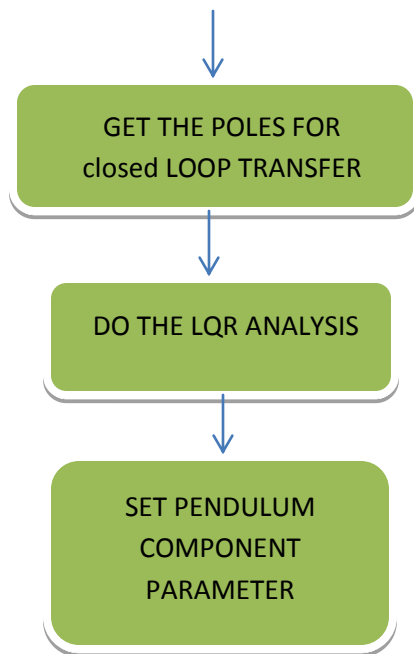 GET THE POLES FOR
closed LOOP TRANSFER
DO THE LQR ANALYSIS
SET PENDULUM
COMPONENT
PARAMETER